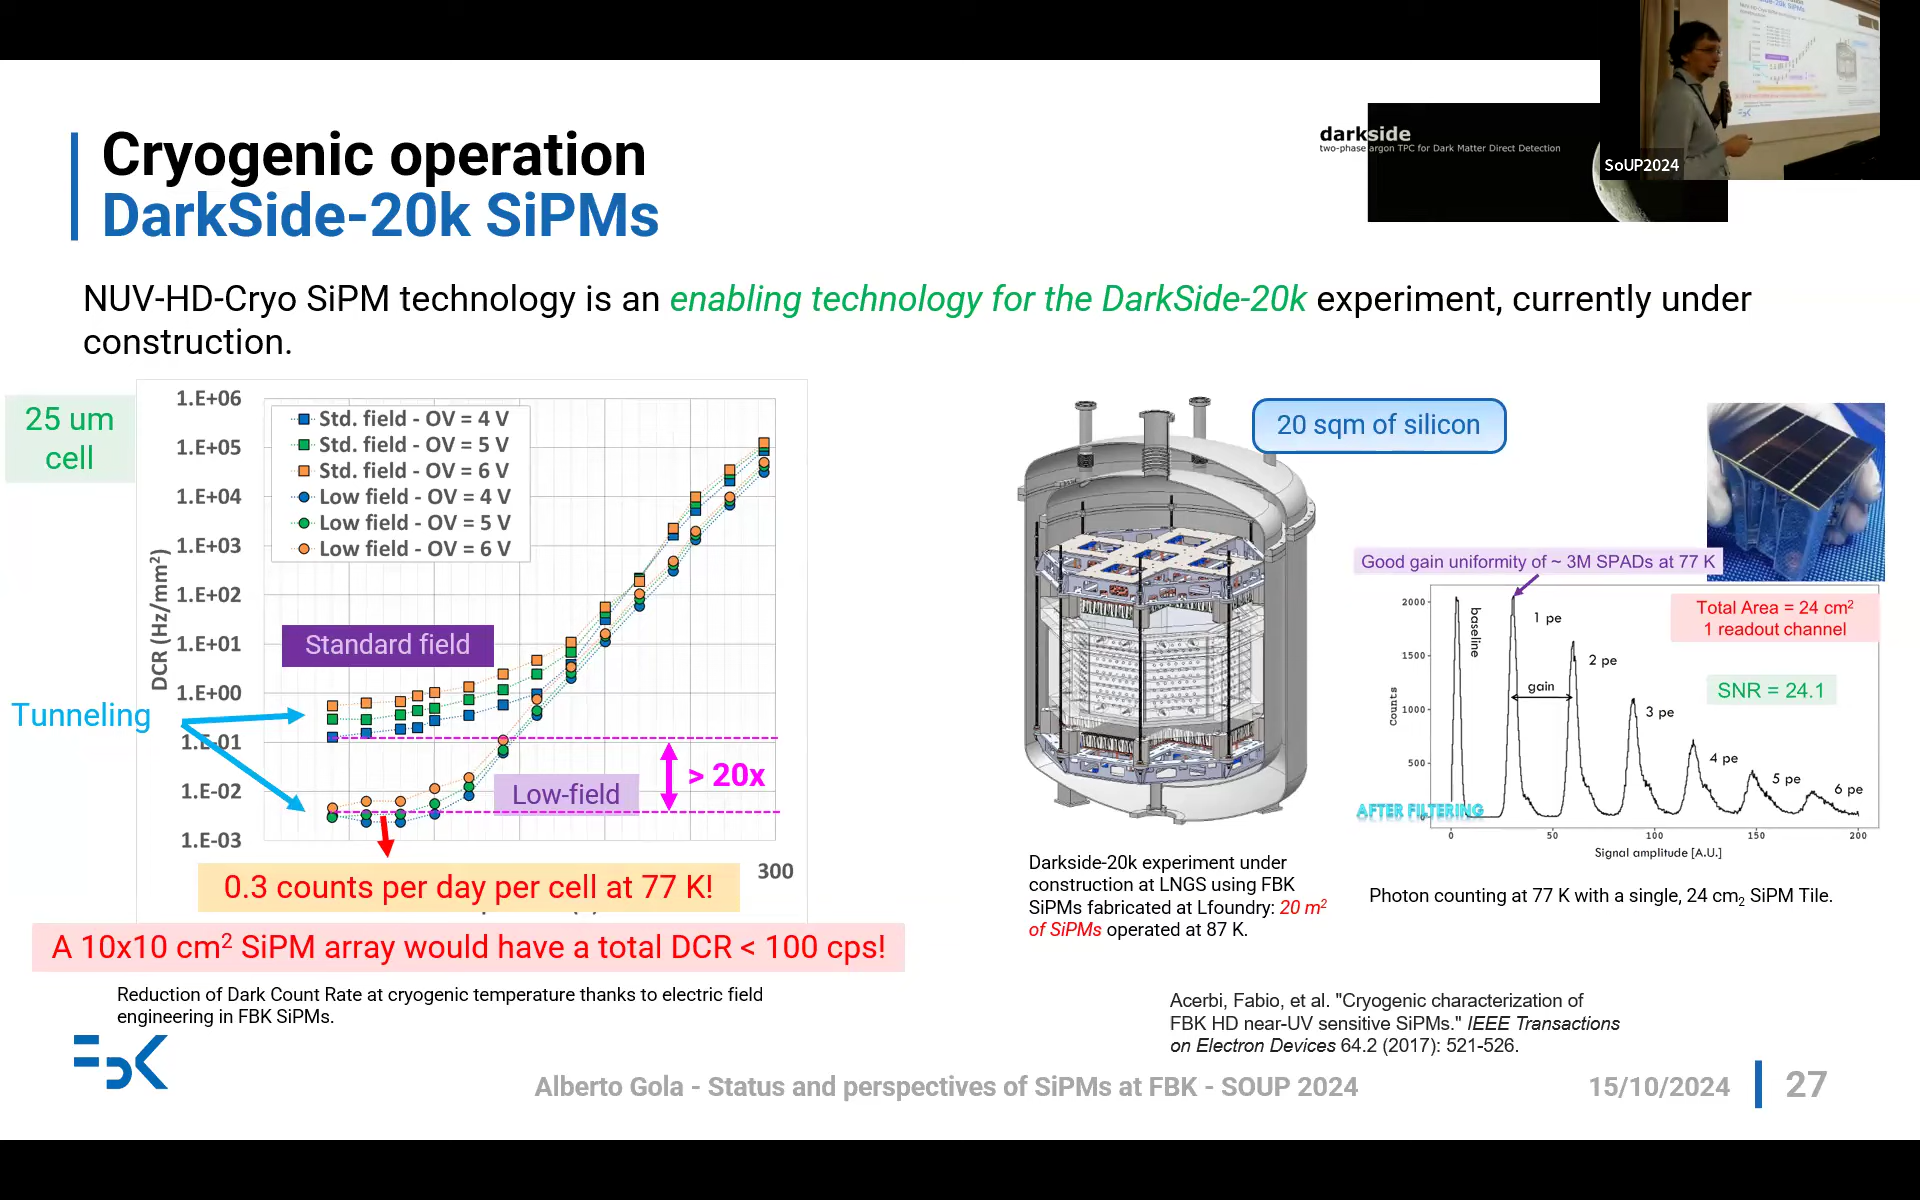 Cryogenic operation
DarkSide-20k SiPMs
darkside
two-phase argon TPC for Dark Matter Direct Detection
SoUP2024
NUV-HD-Cryo SiPM technology is an enabling technology for the DarkSide-20k experiment, currently under
construction.
25 um
cell
1.E+06
1.E+05
1.E+04
1.E+03
1.E+02
1.E+01
1.E+00
1.E-01
1.E-02
1.E-03
DCR (Hz/mm²)
Std. field - OV = 4 V
Std. field - OV = 5 V
Std. field - OV = 6 V
Low field - OV = 4 V
Low field - OV = 5 V
Low field - OV = 6 V
Standard field
Tunneling
> 20x
Low-field
300
0.3 counts per day per cell at 77 K!
A 10x10 cm² SiPM array would have a total DCR < 100 cps!
Reduction of Dark Count Rate at cryogenic temperature thanks to electric field
engineering in FBK SiPMs.
20 sqm of silicon
Darkside-20k experiment under
construction at LNGS using FBK
SiPMs fabricated at Lfoundry: 20 m²
of SiPMs operated at 87 K.
Good gain uniformity of ~ 3M SPADs at 77 K
Total Area = 24 cm²
1 readout channel
SNR = 24.1
2000
1500
1000
500
0
Counts
baseline
gain
1 pe
2 pe
3 pe
4 pe
5 pe
6 pe
AFTER FILTERING
0 50 100 150 200
Signal amplitude [A.U.]
Photon counting at 77 K with a single, 24 cm₂ SiPM Tile.
Acerbi, Fabio, et al. "Cryogenic characterization of
FBK HD near-UV sensitive SiPMs." IEEE Transactions
on Electron Devices 64.2 (2017): 521-526.
FBK
Alberto Gola - Status and perspectives of SiPMs at FBK - SOUP 2024
15/10/2024
27